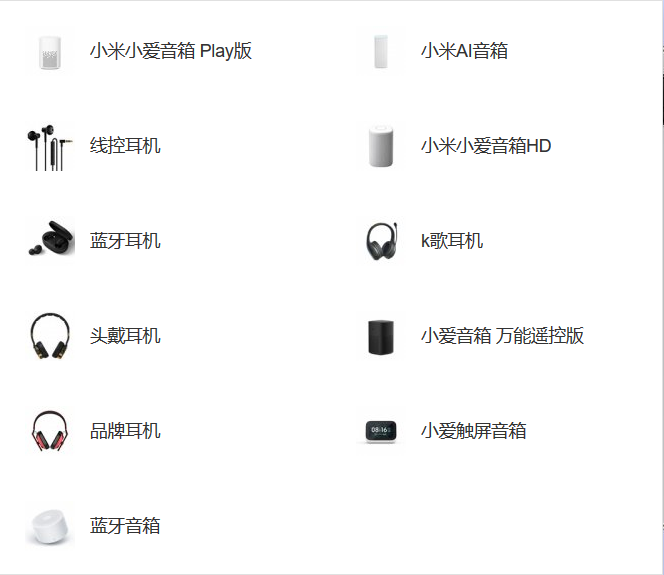 小米小爱音箱 Play版
小米AI音箱
线控耳机
小米小爱音箱HD
蓝牙耳机
k歌耳机
头戴耳机
小爱音箱 万能遥控版
品牌耳机
小爱触屏音箱
08:16
蓝牙音箱